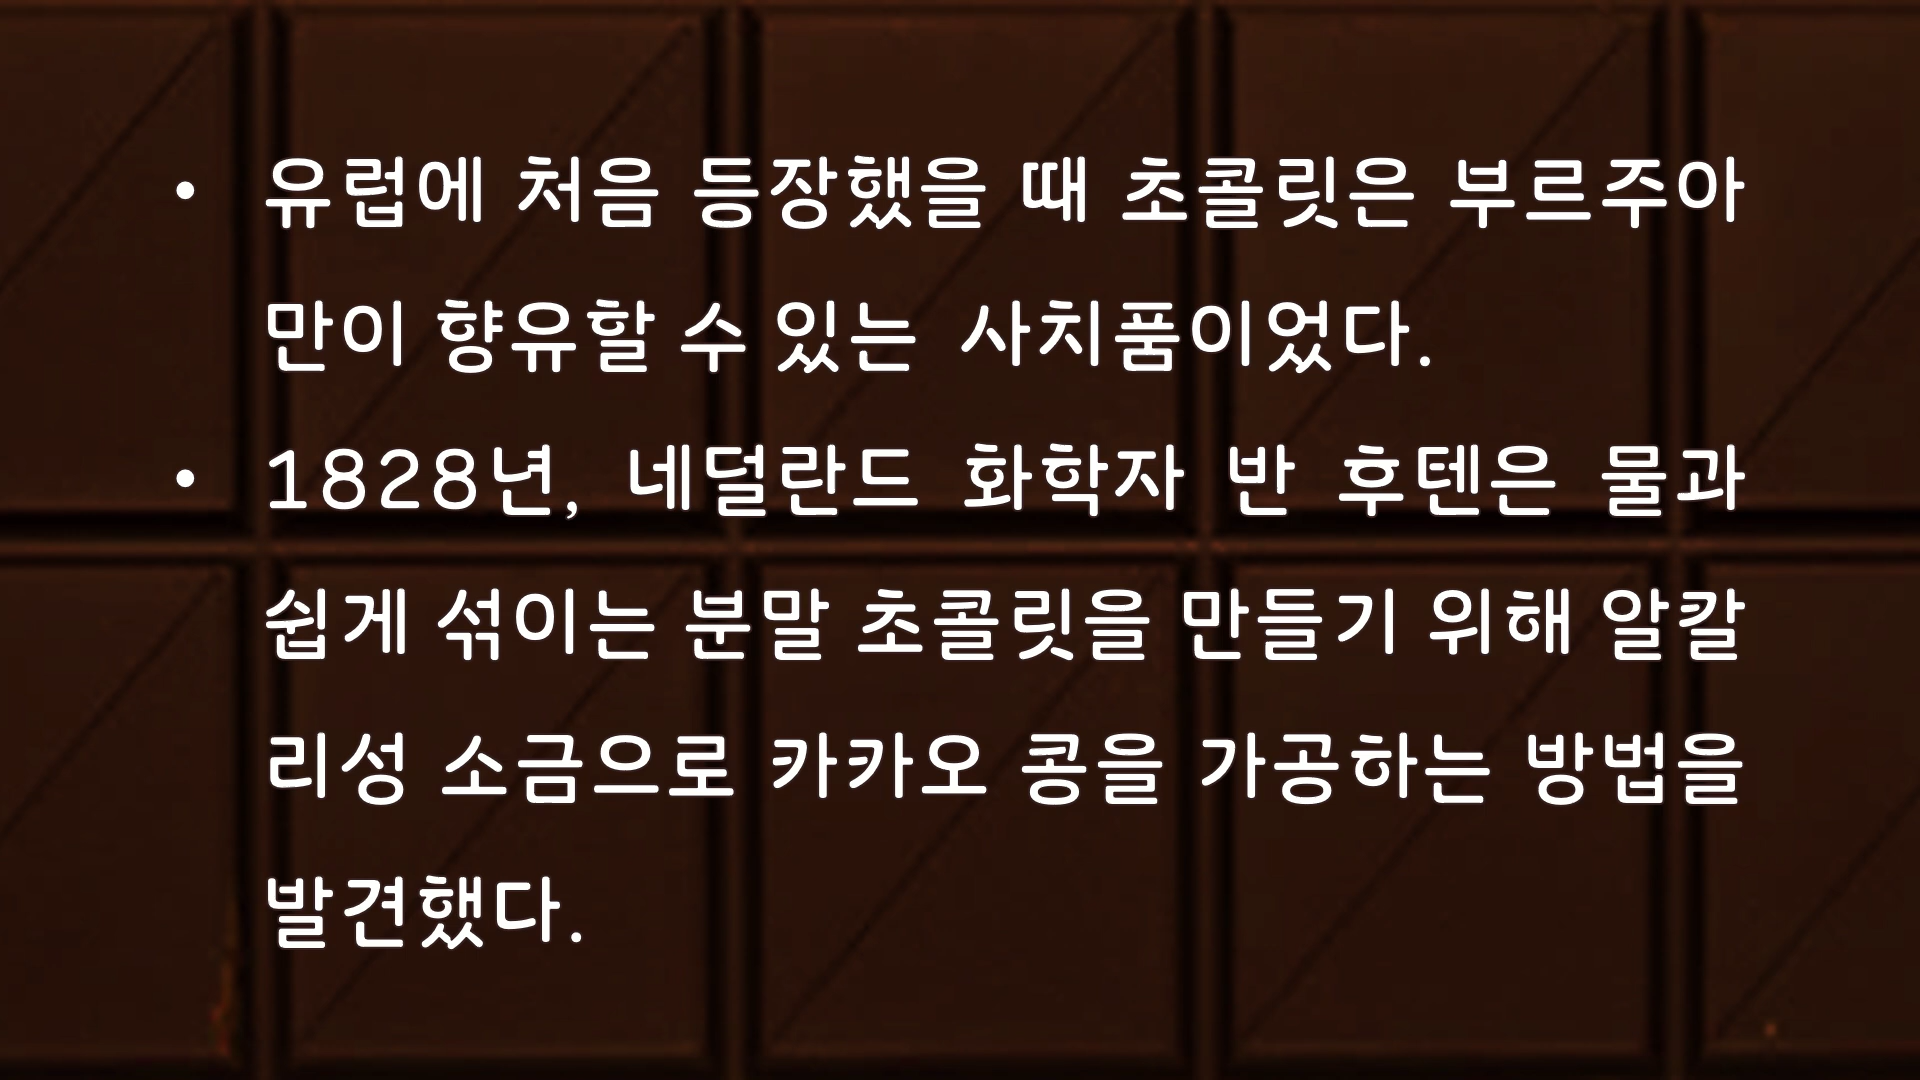 • 유럽에 처음 등장했을 때 초콜릿은 부르주아
만이 향유할 수 있는 사치품이었다.
• 1828년, 네덜란드 화학자 반 후텐은 물과
쉽게 섞이는 분말 초콜릿을 만들기 위해 알칼
리성 소금으로 카카오 콩을 가공하는 방법을
발견했다.